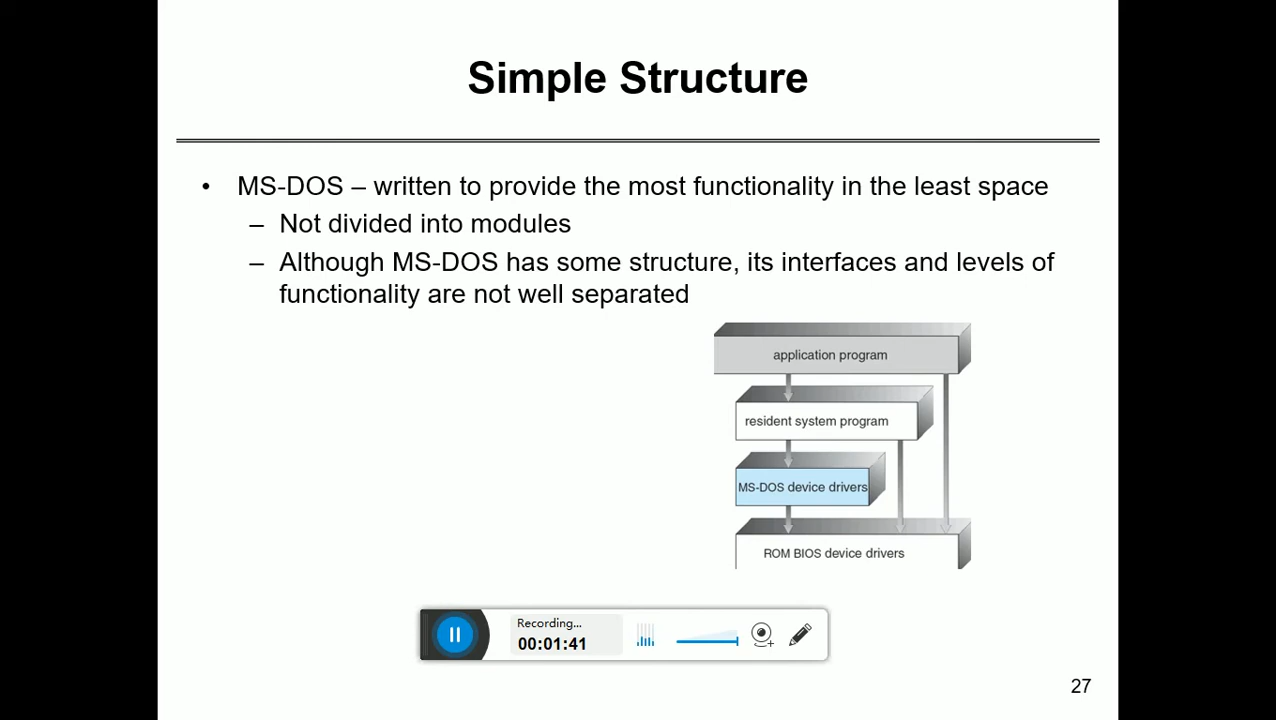 Simple Structure
• MS-DOS – written to provide the most functionality in the least space
– Not divided into modules
– Although MS-DOS has some structure, its interfaces and levels of
functionality are not well separated
application program
resident system program
MS-DOS device drivers
ROM BIOS device drivers
Recording...
00:01:41
27